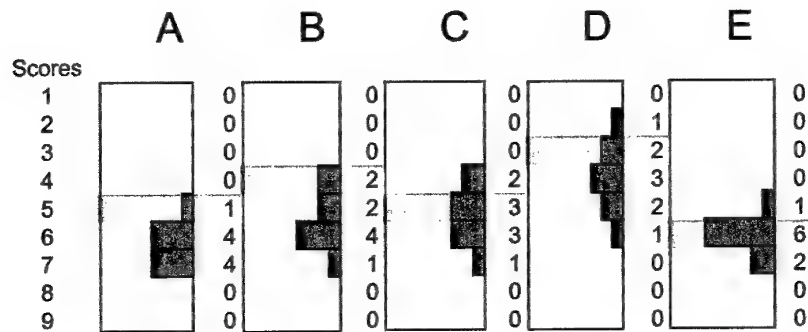 A B C D E
Scores
1 0 0 0 0 0
2 0 0 0 1 0
3 0 0 0 2 0
4 0 2 2 3 0
5 1 2 3 2 1
6 4 4 3 1 6
7 4 1 1 0 2
8 0 0 0 0 0
9 0 0 0 0 0